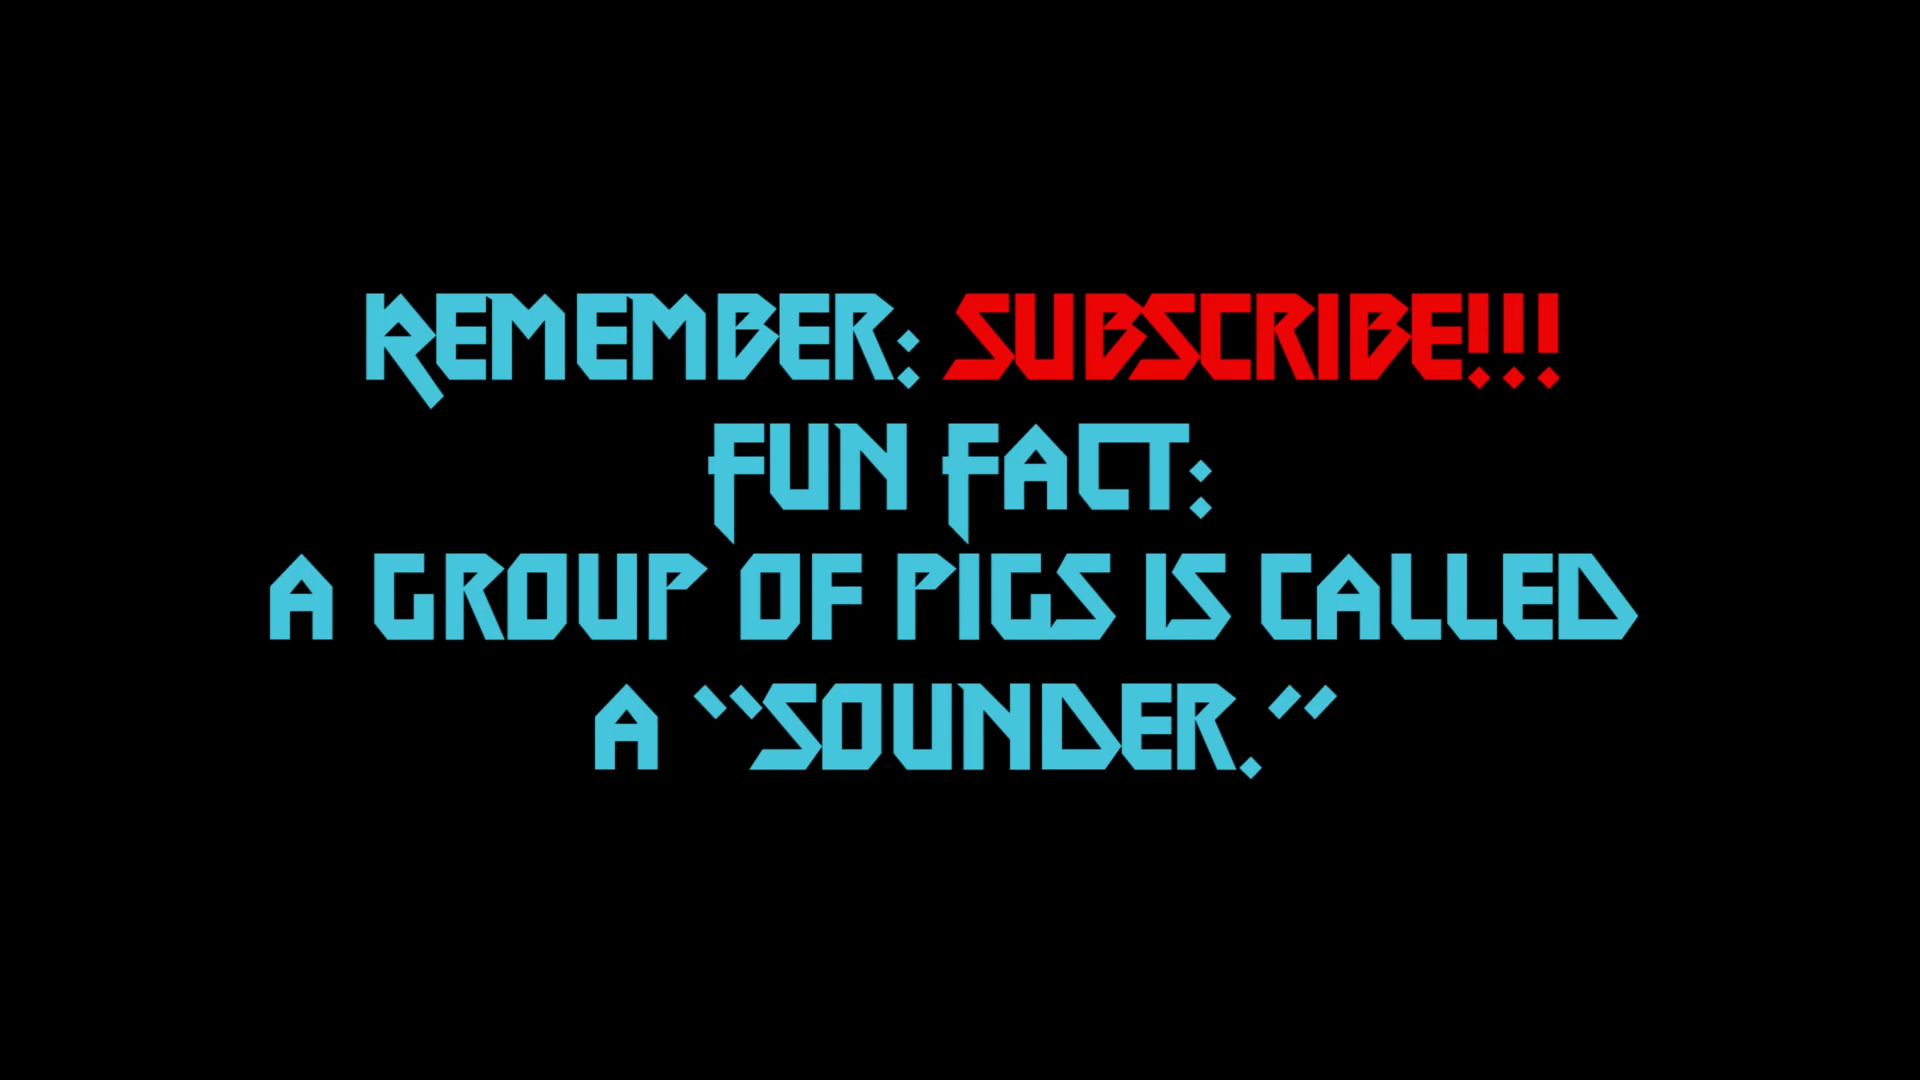 Remember: SUBSCRIBE!!!
Fun Fact:
a group of pigs is called
a “sounder.”